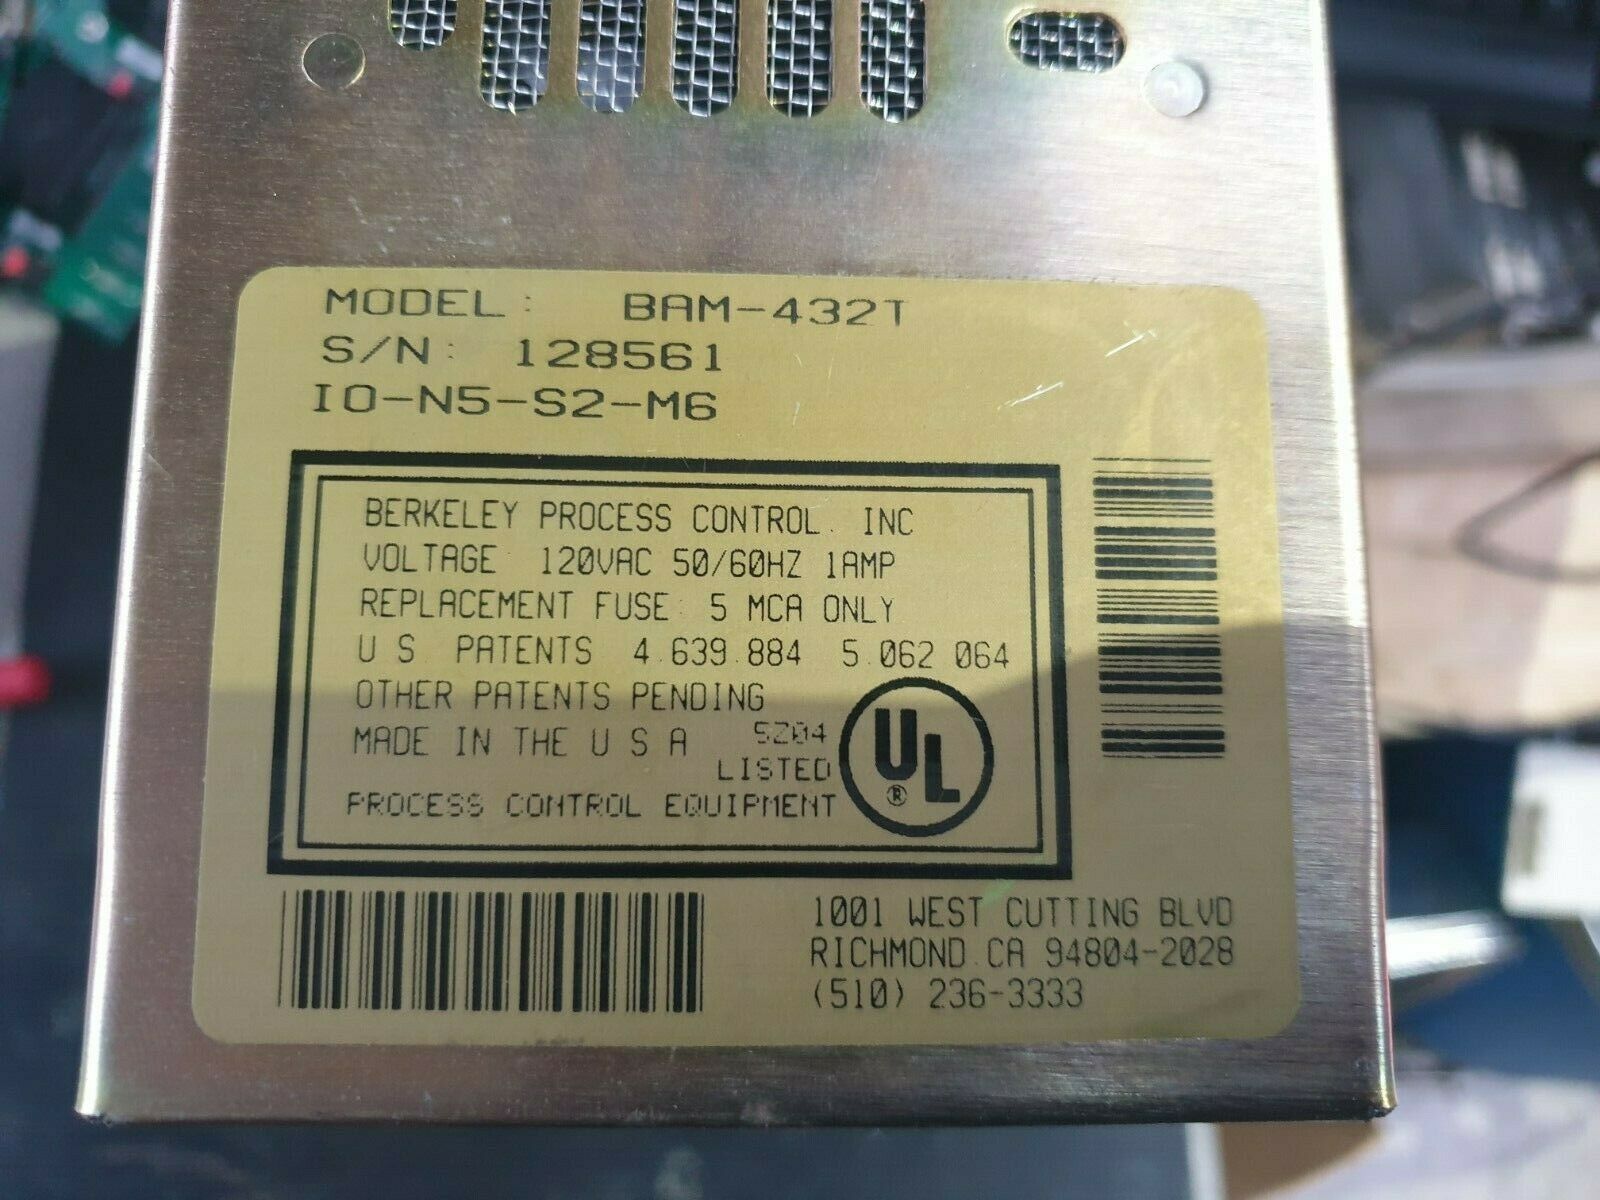 MODEL: BAM-432T
S/N: 128561
IO-N5-S2-M6
BERKELEY PROCESS CONTROL. INC
VOLTAGE 120VAC 50/60HZ 1AMP
REPLACEMENT FUSE: 5 MCA ONLY
U S PATENTS 4.639.884 5.062 064
OTHER PATENTS PENDING
MADE IN THE U S A 5Z04
LISTED
PROCESS CONTROL EQUIPMENT
UL
®
1001 WEST CUTTING BLVD
RICHMOND CA 94804-2028
(510) 236-3333